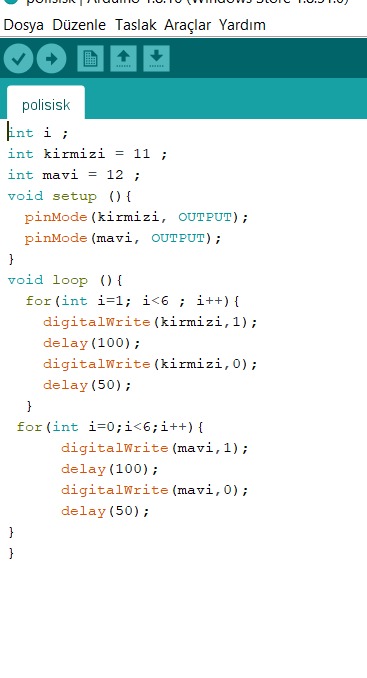 polisisk | Arduino 1.8.16 (Windows Store 1.8.51.0)
Dosya Düzenle Taslak Araçlar Yardım
polisisk
int i ;
int kirmizi = 11 ;
int mavi = 12 ;
void setup (){
pinMode(kirmizi, OUTPUT);
pinMode(mavi, OUTPUT);
}
void loop (){
for(int i=1; i<6 ; i++){
digitalWrite(kirmizi,1);
delay(100);
digitalWrite(kirmizi,0);
delay(50);
}
for(int i=0;i<6;i++){
digitalWrite(mavi,1);
delay(100);
digitalWrite(mavi,0);
delay(50);
}
}